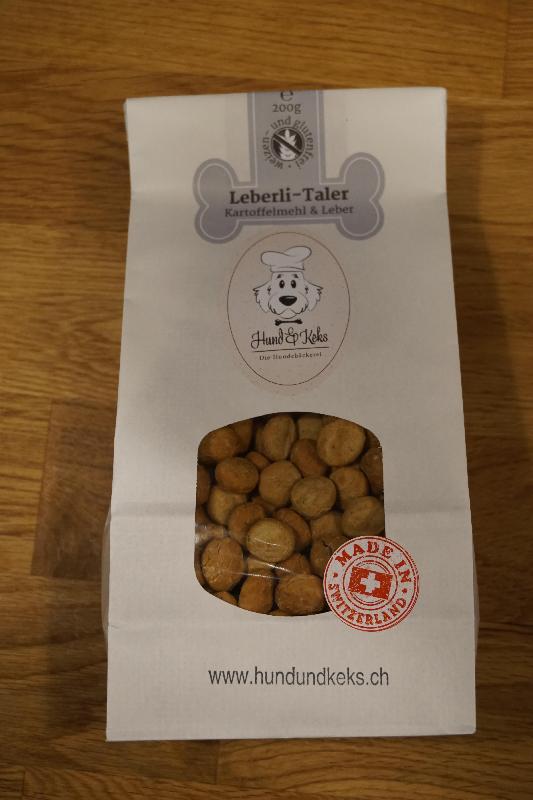 e
200g
weizen- und glutenfrei
Leberli-Taler
Kartoffelmehl & Leber
Hund & Keks
Die Hundebäckerei
MADE IN
SWITZERLAND
www.hundundkeks.ch